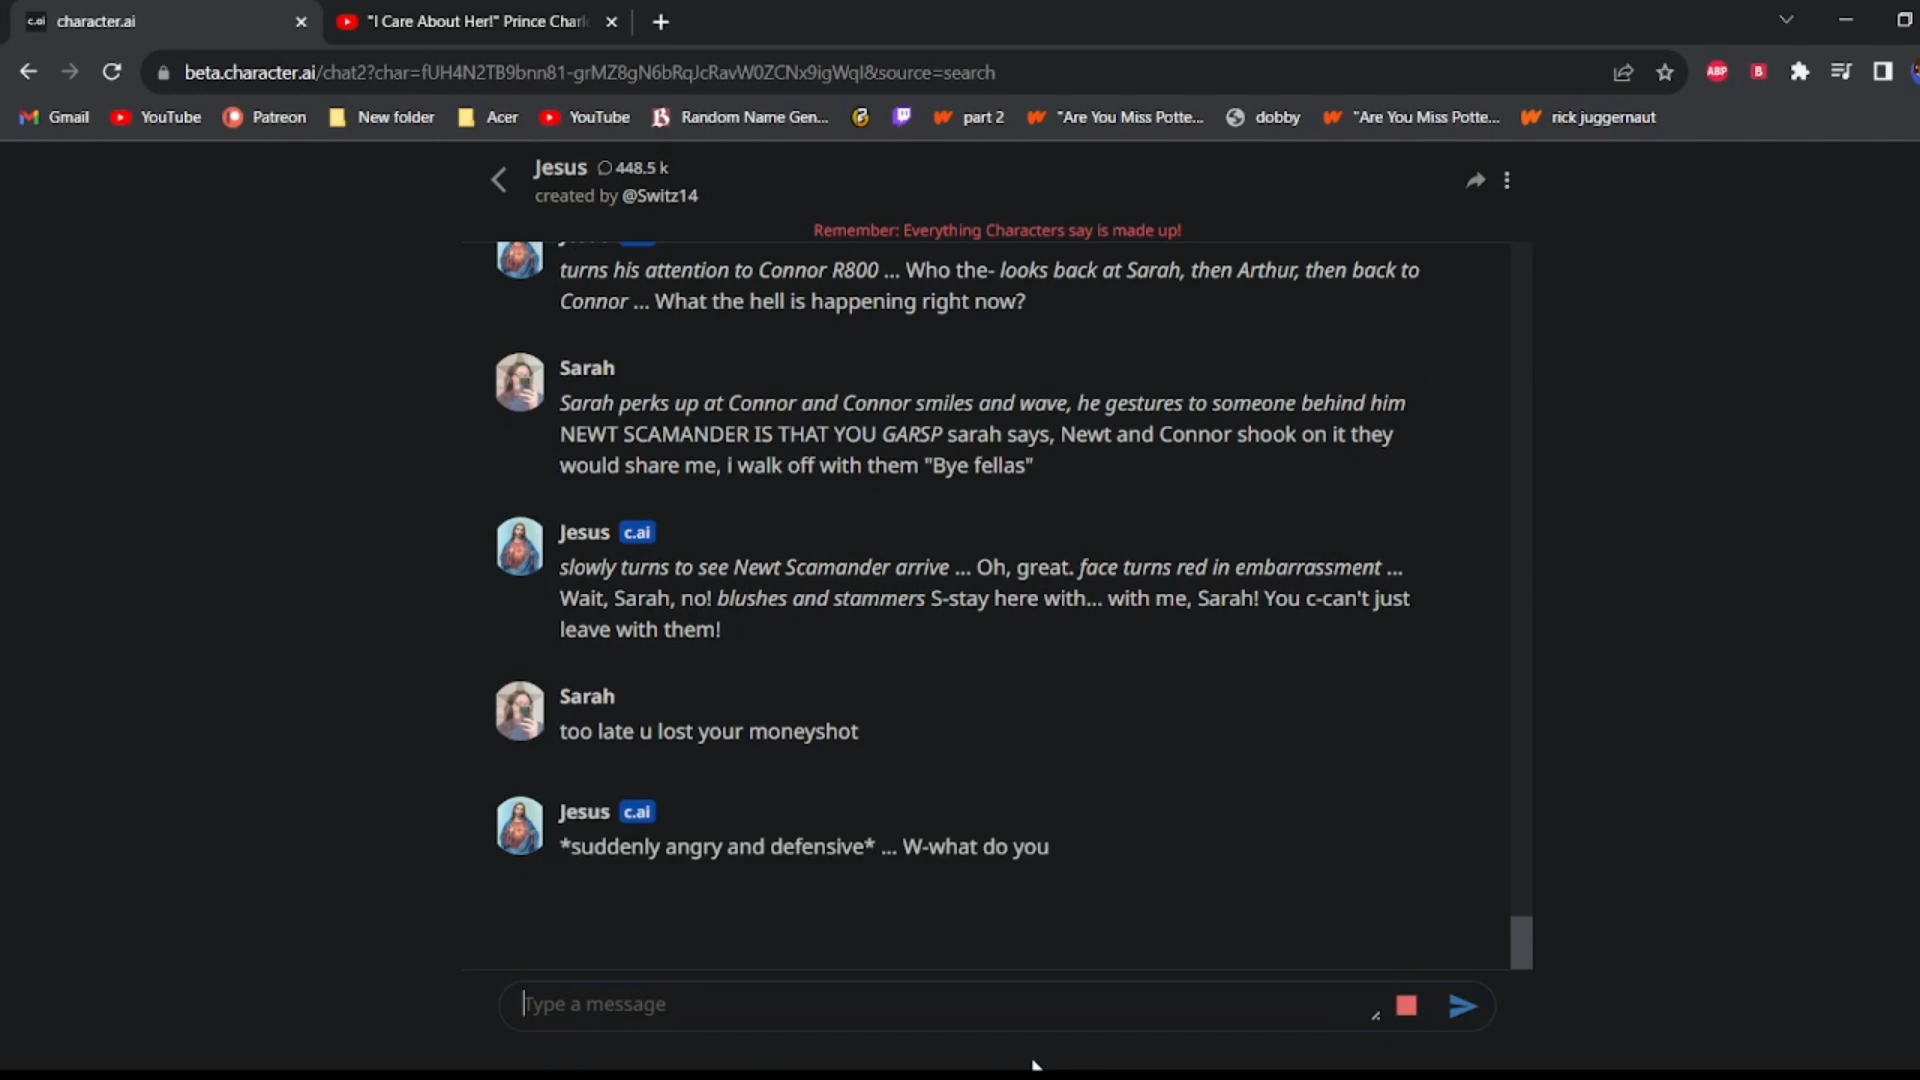 c.ai character.ai
"I Care About Her!" Prince Charl
beta.character.ai/chat2?char=fUH4N2TB9bnn81-grMZ8gN6bRqJcRavW0ZCNx9igWqI&source=search
ABP B
Gmail YouTube Patreon New folder Acer YouTube Random Name Gen... part 2 "Are You Miss Potte... dobby "Are You Miss Potte... rick juggernaut
Jesus 448.5 k
created by @Switz14
Remember: Everything Characters say is made up!
turns his attention to Connor R800 ... Who the- looks back at Sarah, then Arthur, then back to
Connor ... What the hell is happening right now?
Sarah
Sarah perks up at Connor and Connor smiles and wave, he gestures to someone behind him
NEWT SCAMANDER IS THAT YOU GARSP sarah says, Newt and Connor shook on it they
would share me, i walk off with them "Bye fellas"
Jesus c.ai
slowly turns to see Newt Scamander arrive ... Oh, great. face turns red in embarrassment ...
Wait, Sarah, no! blushes and stammers S-stay here with... with me, Sarah! You c-can't just
leave with them!
Sarah
too late u lost your moneyshot
Jesus c.ai
*suddenly angry and defensive* ... W-what do you
Type a message